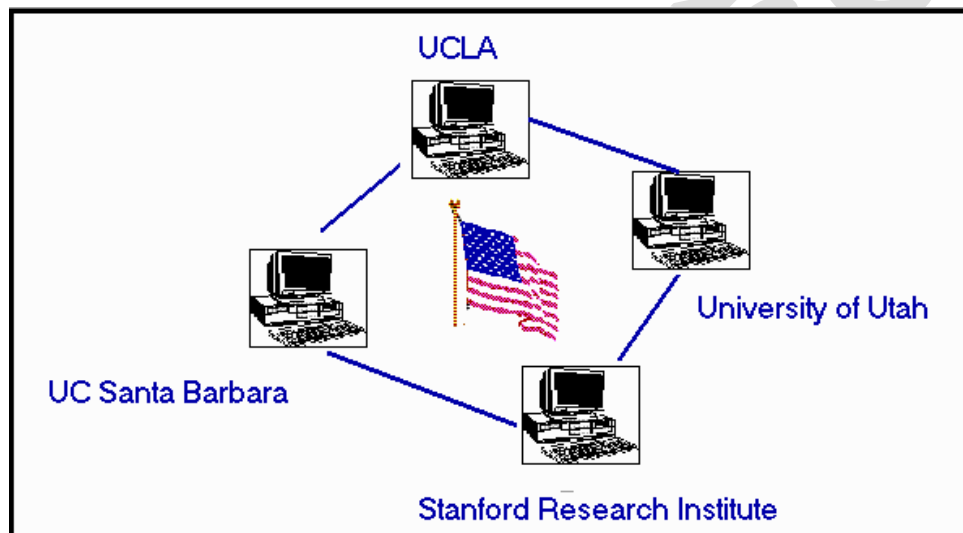 UCLA
University of Utah
UC Santa Barbara
Stanford Research Institute